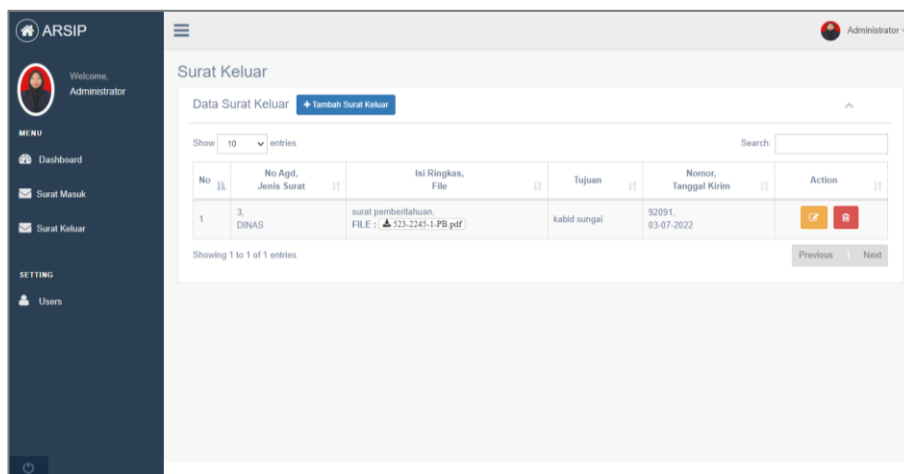 ARSIP
Administrator
Welcome,
Administrator
MENU
Dashboard
Surat Masuk
Surat Keluar
SETTING
Users
Surat Keluar
Data Surat Keluar
+ Tambah Surat Keluar
Show 10 entries
Search:
No
No Agd,
Jenis Surat
Isi Ringkas,
File
Tujuan
Nomor,
Tanggal Kirim
Action
1
3,
DINAS
surat pemberitahuan,
FILE : 523-2245-1-PB.pdf
kabid sungai
92091,
03-07-2022
Showing 1 to 1 of 1 entries
Previous 1 Next